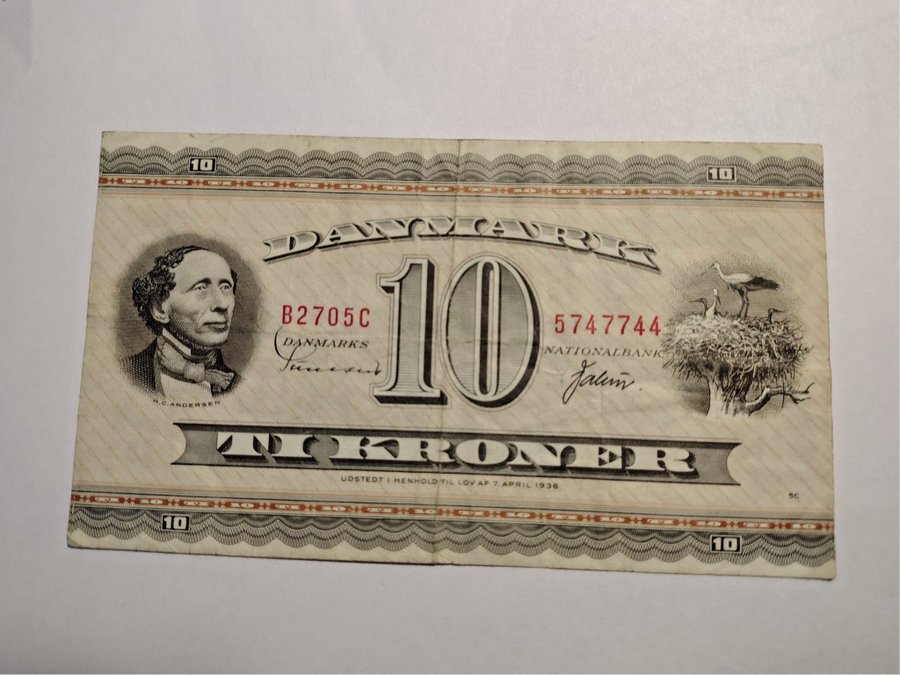 10 10
DANMARK
10
B2705C 5747744
DANMARKS NATIONALBANK
H.C. ANDERSEN
TI KRONER
UDSTEDT I HENHOLD TIL LOV AF 7. APRIL 1936
5C
10 10